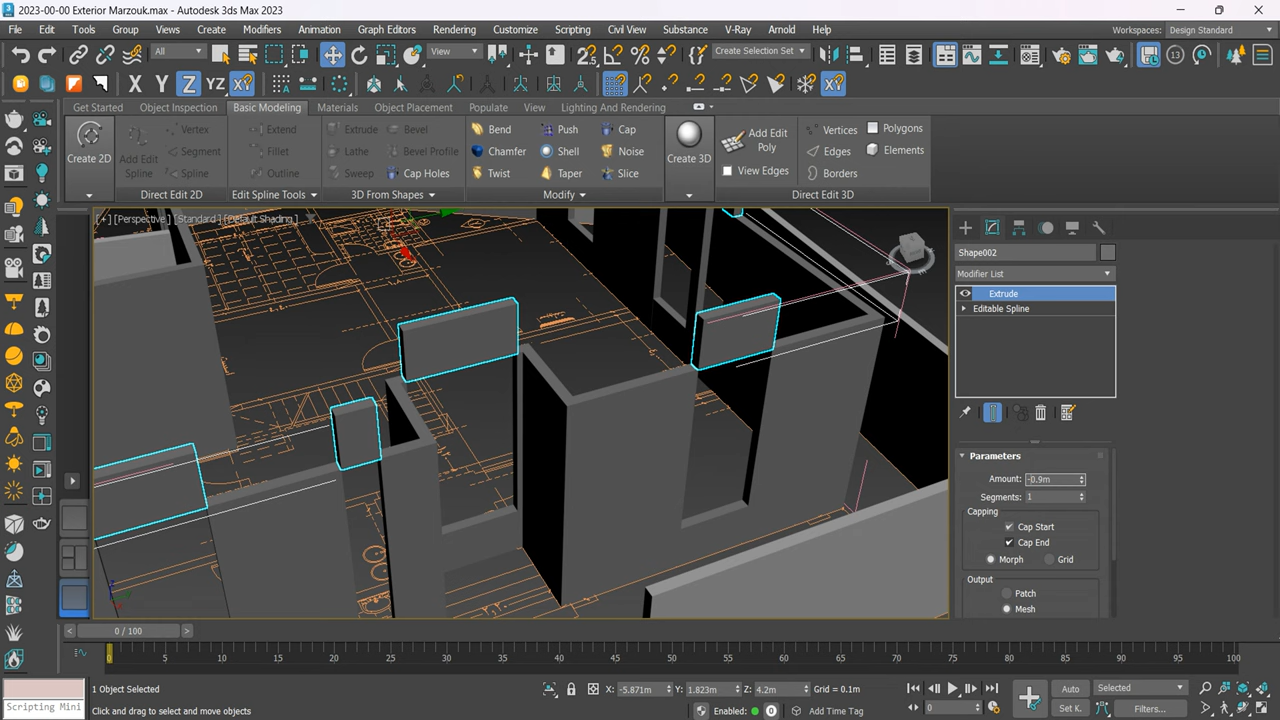 2023-00-00 Exterior Marzouk.max - Autodesk 3ds Max 2023
File Edit Tools Group Views Create Modifiers Animation Graph Editors Rendering Customize Scripting Civil View Substance V-Ray Arnold Help Workspaces: Design Standard
All View Create Selection Set 13
X Y Z YZ XY
Get Started Object Inspection Basic Modeling Materials Object Placement Populate View Lighting And Rendering
Vertex Extend Extrude Bevel Bend Push Cap Add Edit Poly Vertices Polygons
Create 2D Add Edit Spline Segment Fillet Lathe Bevel Profile Chamfer Shell Noise Create 3D Edges Elements
Spline Outline Sweep Cap Holes Twist Taper Slice View Edges Borders
Direct Edit 2D Edit Spline Tools 3D From Shapes Modify Direct Edit 3D
[+] [Perspective] [Standard] [Default Shading]
Shape002
Modifier List
Extrude
Editable Spline
Parameters
Amount: -0.9m
Segments: 1
Capping
Cap Start
Cap End
Morph Grid
Output
Patch
Mesh
< 0 / 100 >
0 5 10 15 20 25 30 35 40 45 50 55 60 65 70 75 80 85 90 95 100
1 Object Selected X: -5.871m Y: 1.823m Z: 4.2m Grid = 0.1m Auto Selected
Scripting Mini Click and drag to select and move objects Enabled: 0 Add Time Tag 0 Set K. Filters...